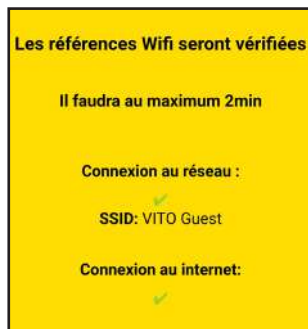 Les références Wifi seront vérifiées
Il faudra au maximum 2min
Connexion au réseau :
✔
SSID: VITO Guest
Connexion au internet:
✔